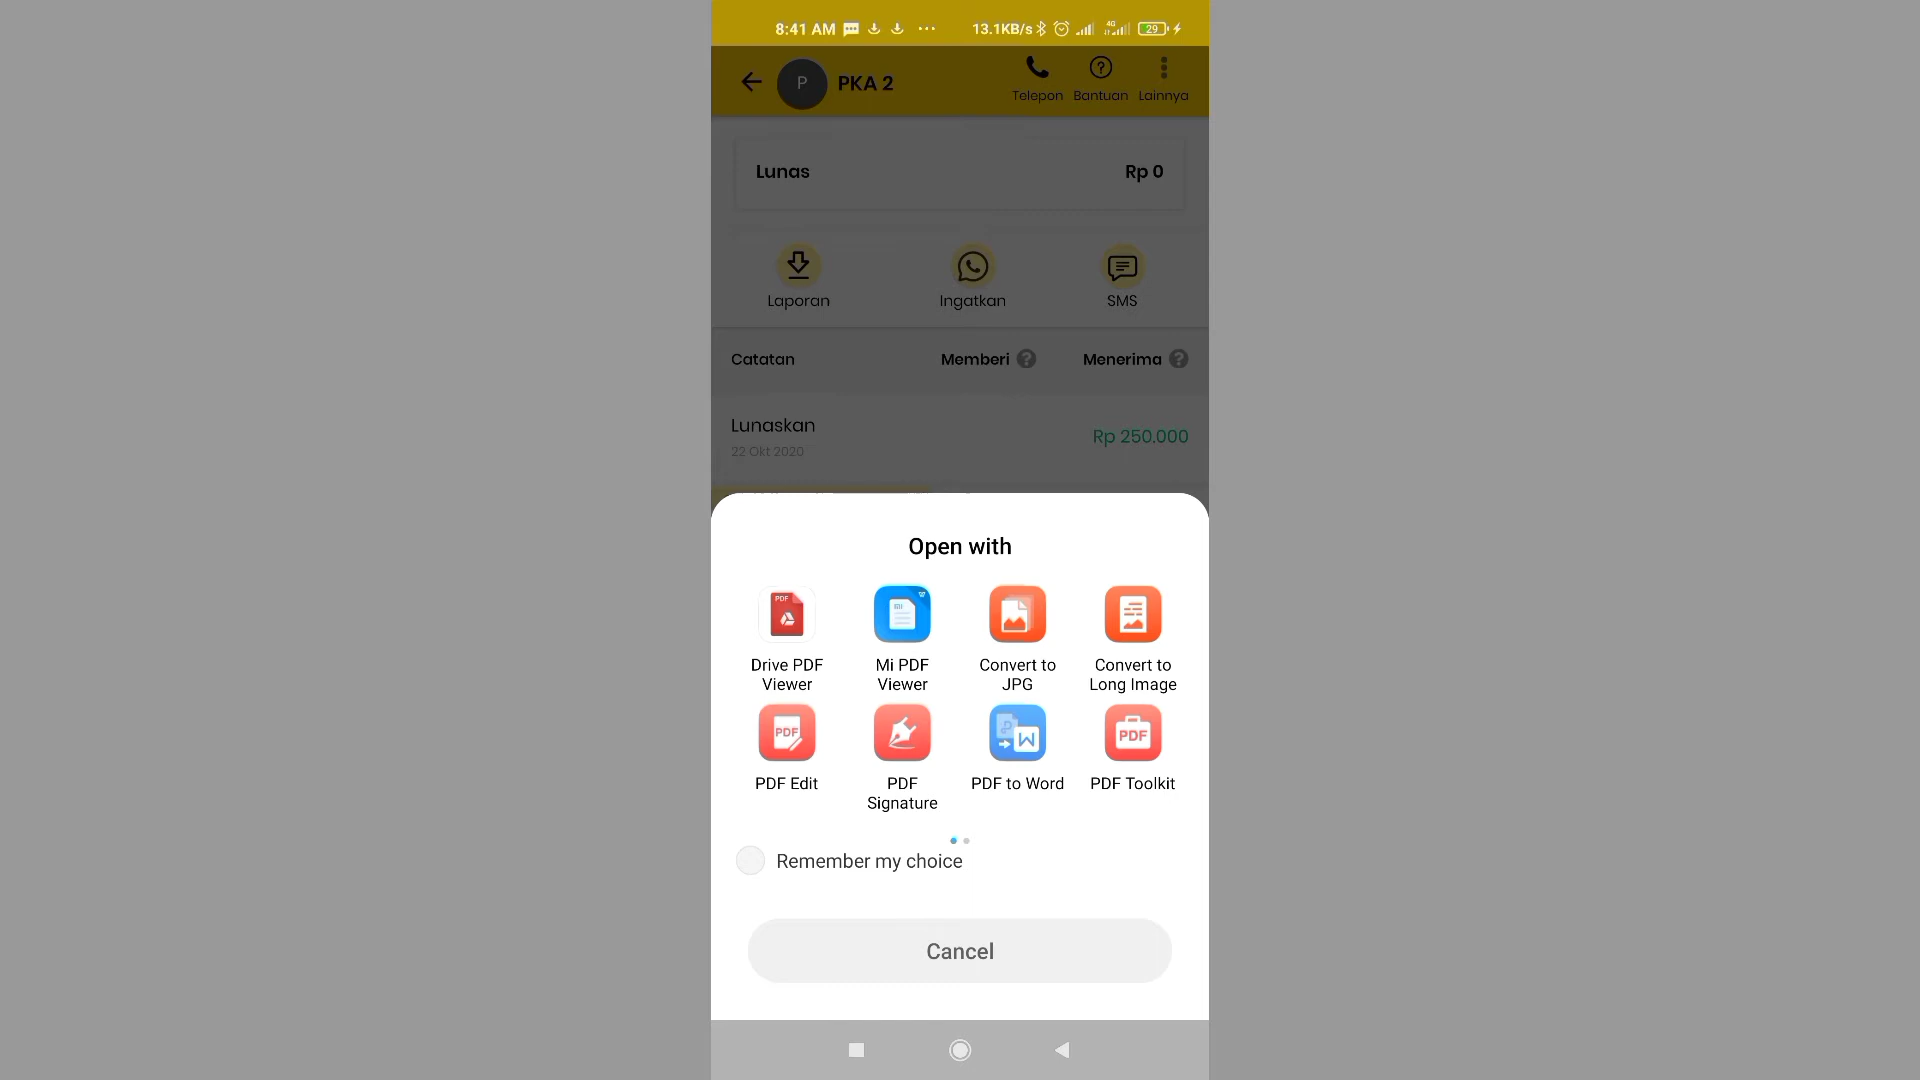 8:41 AM 13.1KB/s 4G 29
P PKA 2
Telepon Bantuan Lainnya
Lunas Rp 0
Laporan Ingatkan SMS
Catatan Memberi ? Menerima ?
Lunaskan
Rp 250.000
22 Okt 2020
Open with
Drive PDF Viewer
Mi PDF Viewer
Convert to JPG
Convert to Long Image
PDF Edit
PDF Signature
PDF to Word
PDF Toolkit
Remember my choice
Cancel